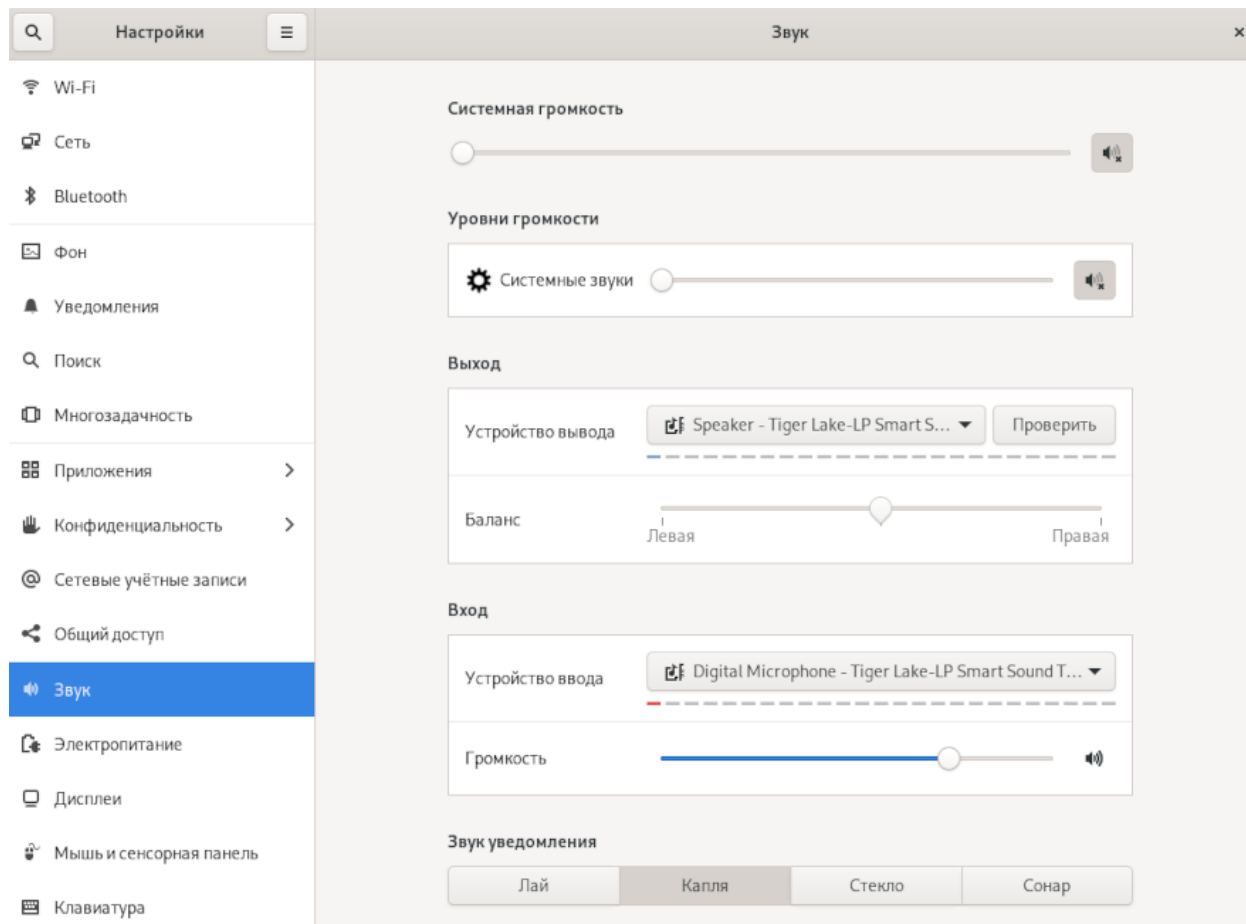 Настройки
Звук
Wi-Fi
Сеть
Bluetooth
Фон
Уведомления
Поиск
Многозадачность
Приложения
Конфиденциальность
Сетевые учётные записи
Общий доступ
Звук
Электропитание
Дисплеи
Мышь и сенсорная панель
Клавиатура
Системная громкость
Уровни громкости
Системные звуки
Выход
Устройство вывода
Speaker - Tiger Lake-LP Smart S...
Проверить
Баланс
Левая
Правая
Вход
Устройство ввода
Digital Microphone - Tiger Lake-LP Smart Sound T...
Громкость
Звук уведомления
Лай
Капля
Стекло
Сонар